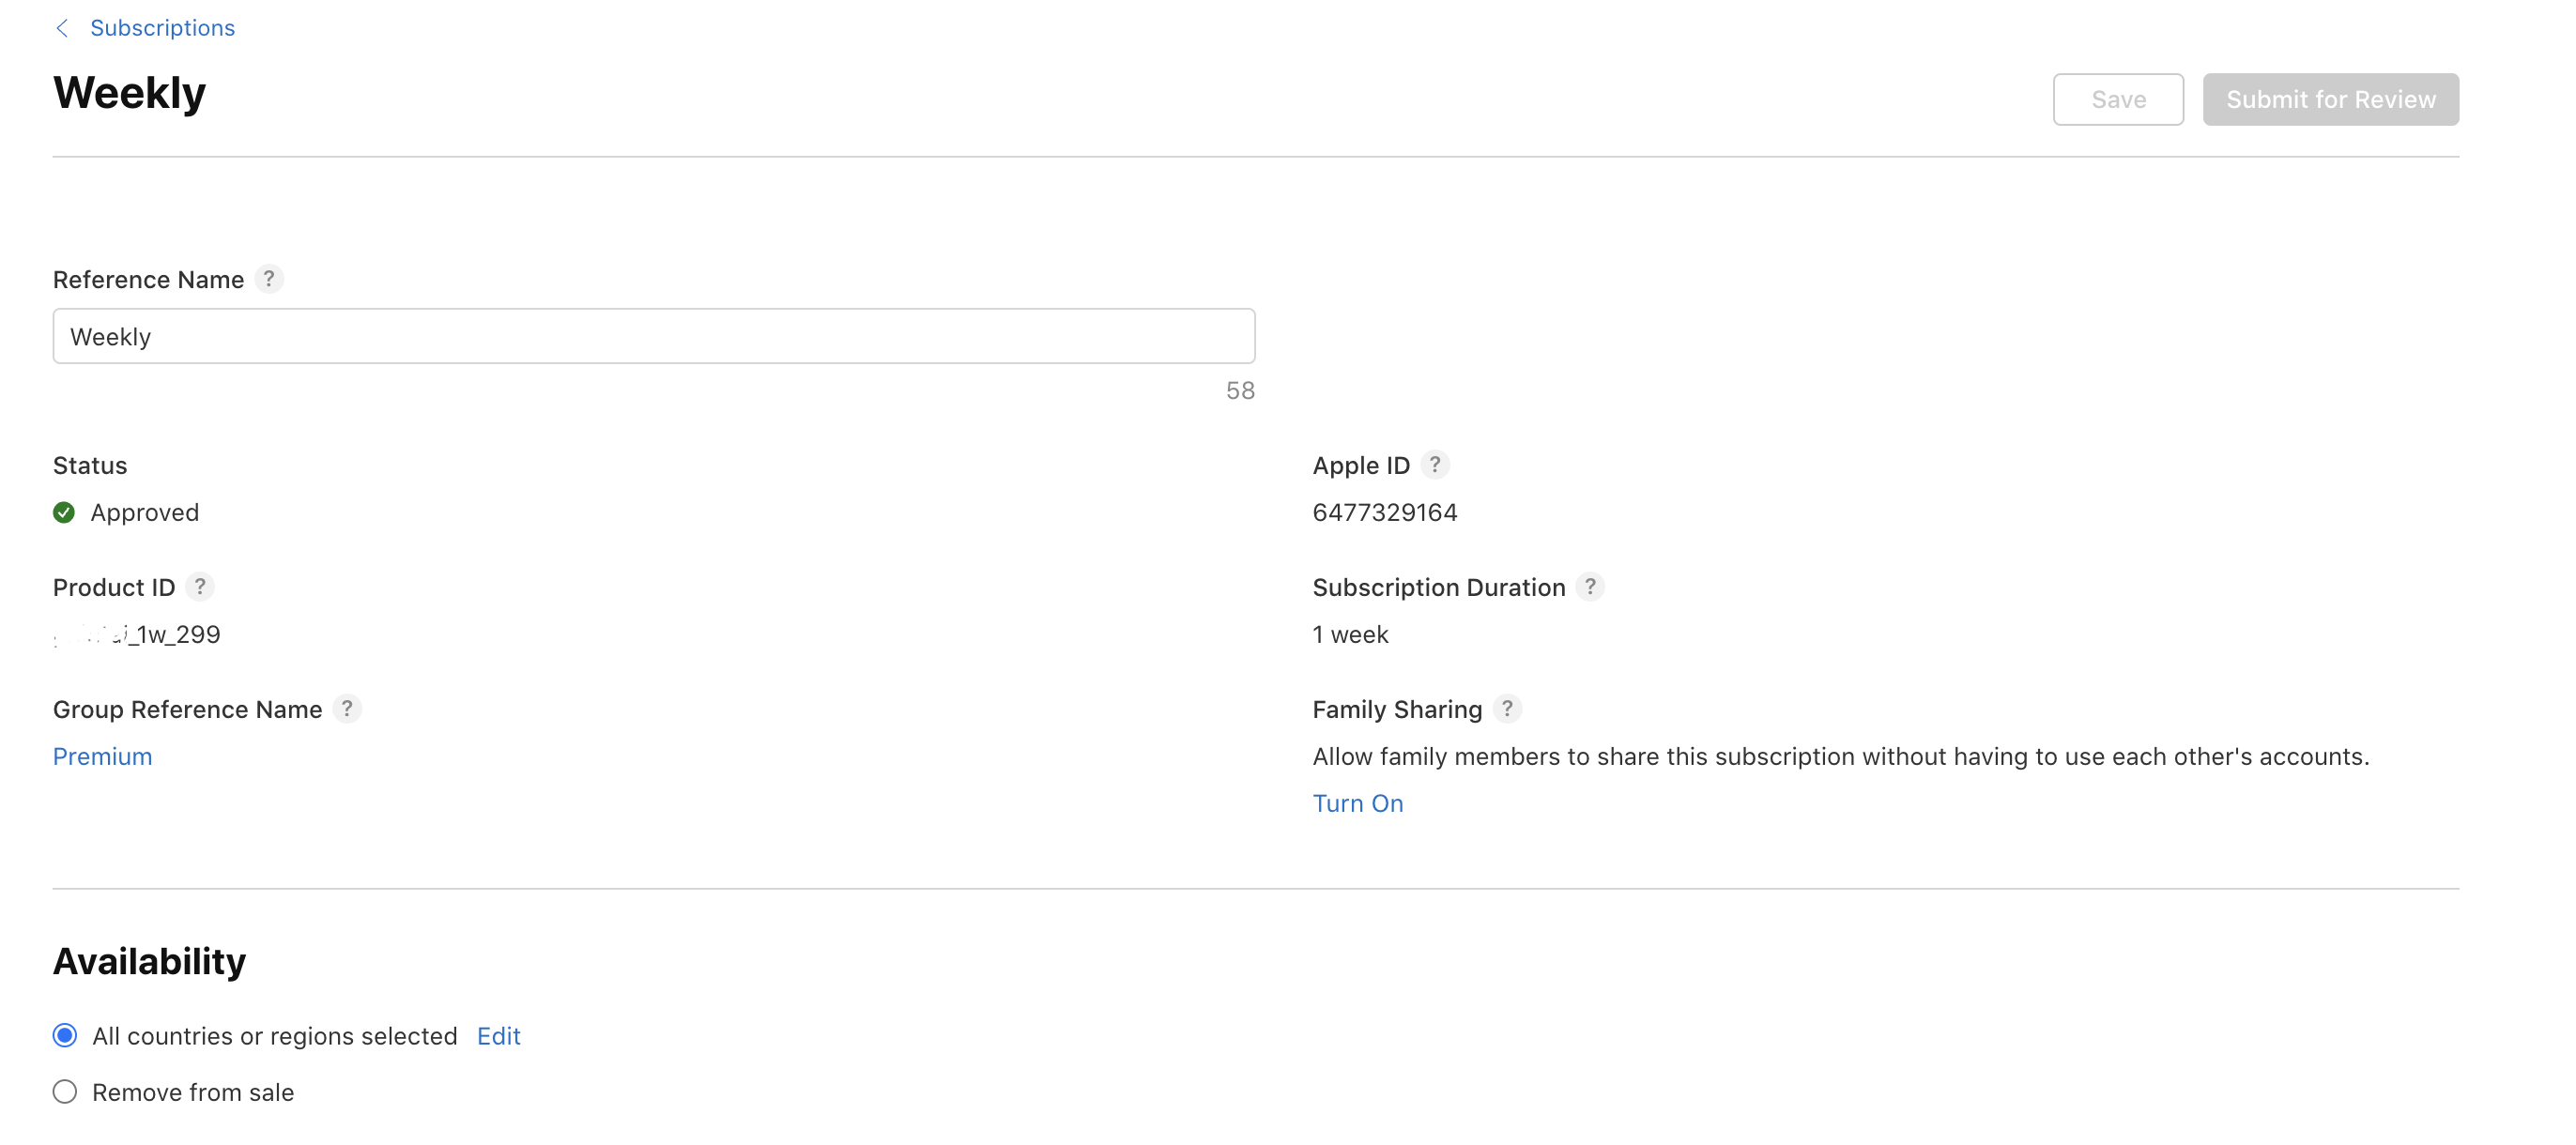 Subscriptions
Weekly
Save
Submit for Review
Reference Name ?
Weekly
58
Status
Approved
Apple ID ?
6477329164
Product ID ?
_1w_299
Subscription Duration ?
1 week
Group Reference Name ?
Premium
Family Sharing ?
Allow family members to share this subscription without having to use each other's accounts.
Turn On
Availability
All countries or regions selected Edit
Remove from sale